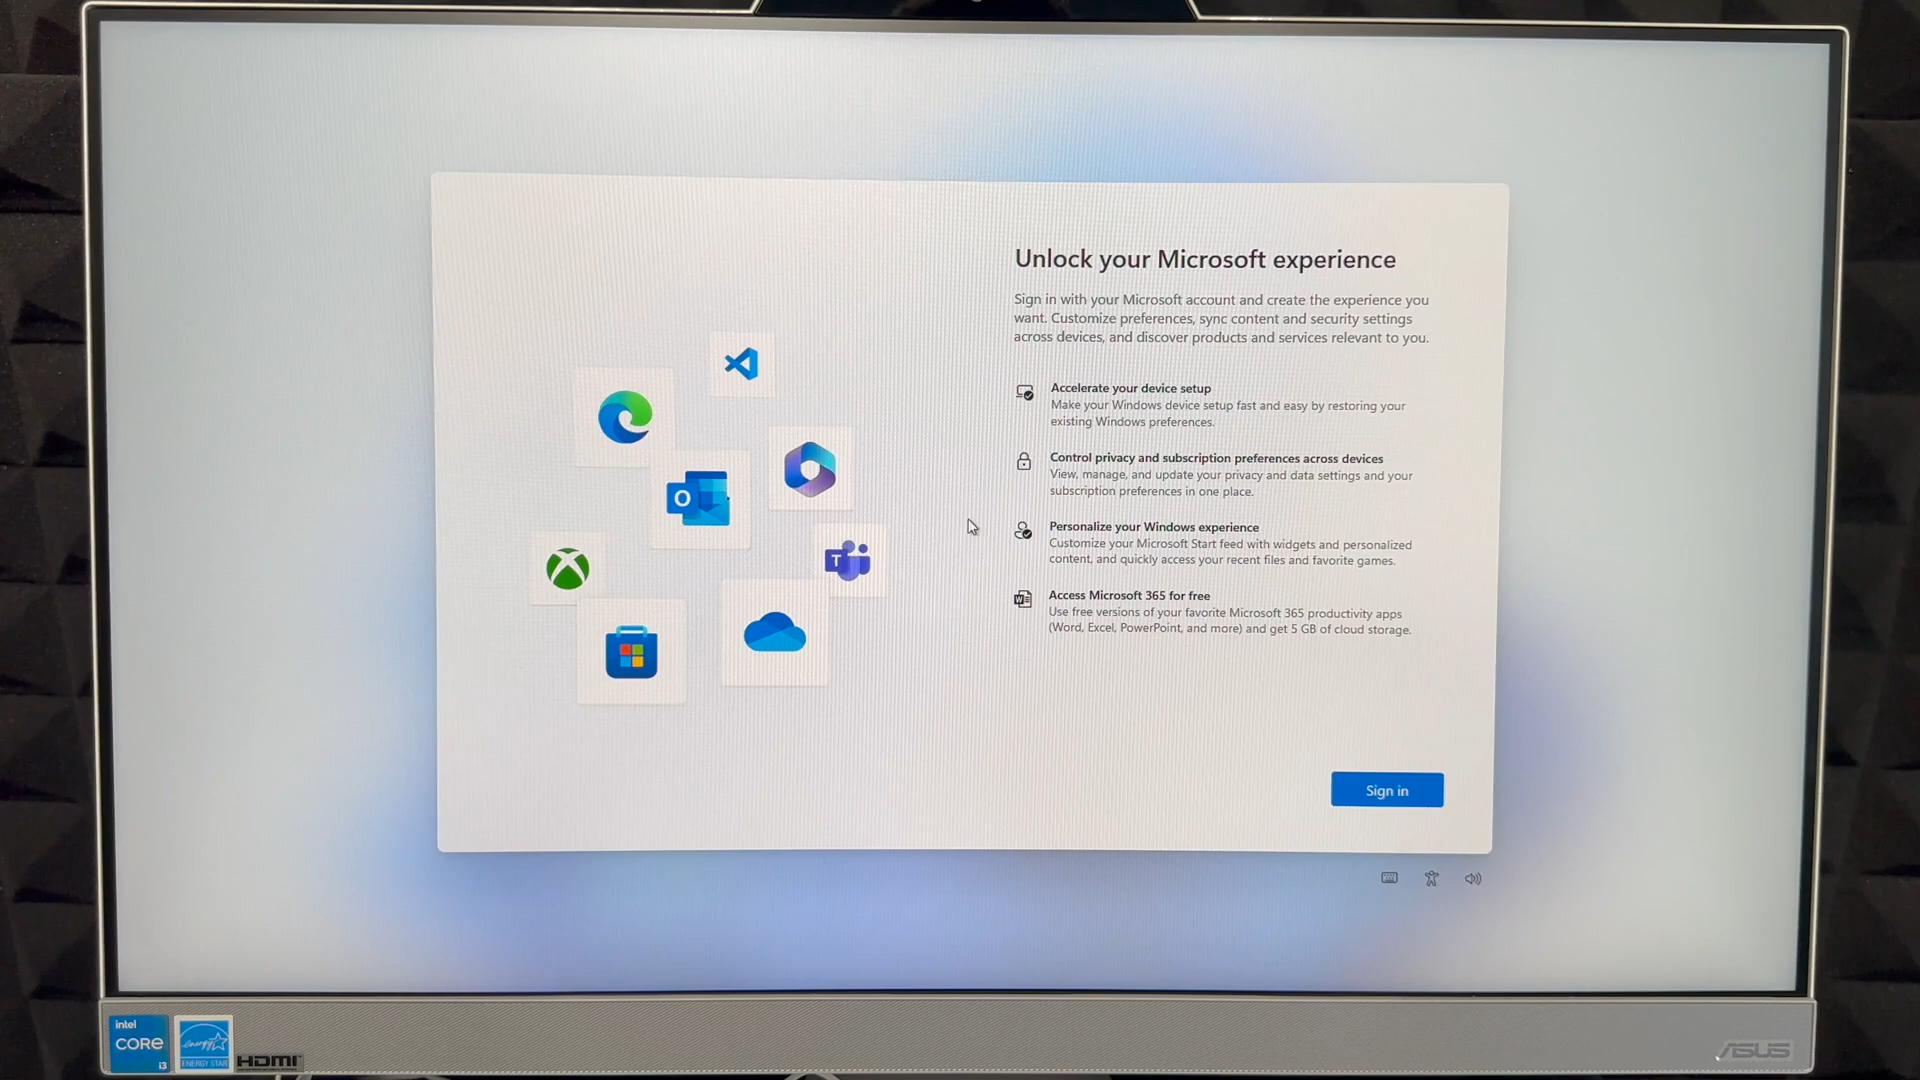 Unlock your Microsoft experience
Sign in with your Microsoft account and create the experience you
want. Customize preferences, sync content and security settings
across devices, and discover products and services relevant to you.
Accelerate your device setup
Make your Windows device setup fast and easy by restoring your
existing Windows preferences.
Control privacy and subscription preferences across devices
View, manage, and update your privacy and data settings and your
subscription preferences in one place.
Personalize your Windows experience
Customize your Microsoft Start feed with widgets and personalized
content, and quickly access your recent files and favorite games.
Access Microsoft 365 for free
Use free versions of your favorite Microsoft 365 productivity apps
(Word, Excel, PowerPoint, and more) and get 5 GB of cloud storage.
O
T
W
Sign in
intel
CORE
i3
energy
ENERGY STAR
HDMI
ASUS